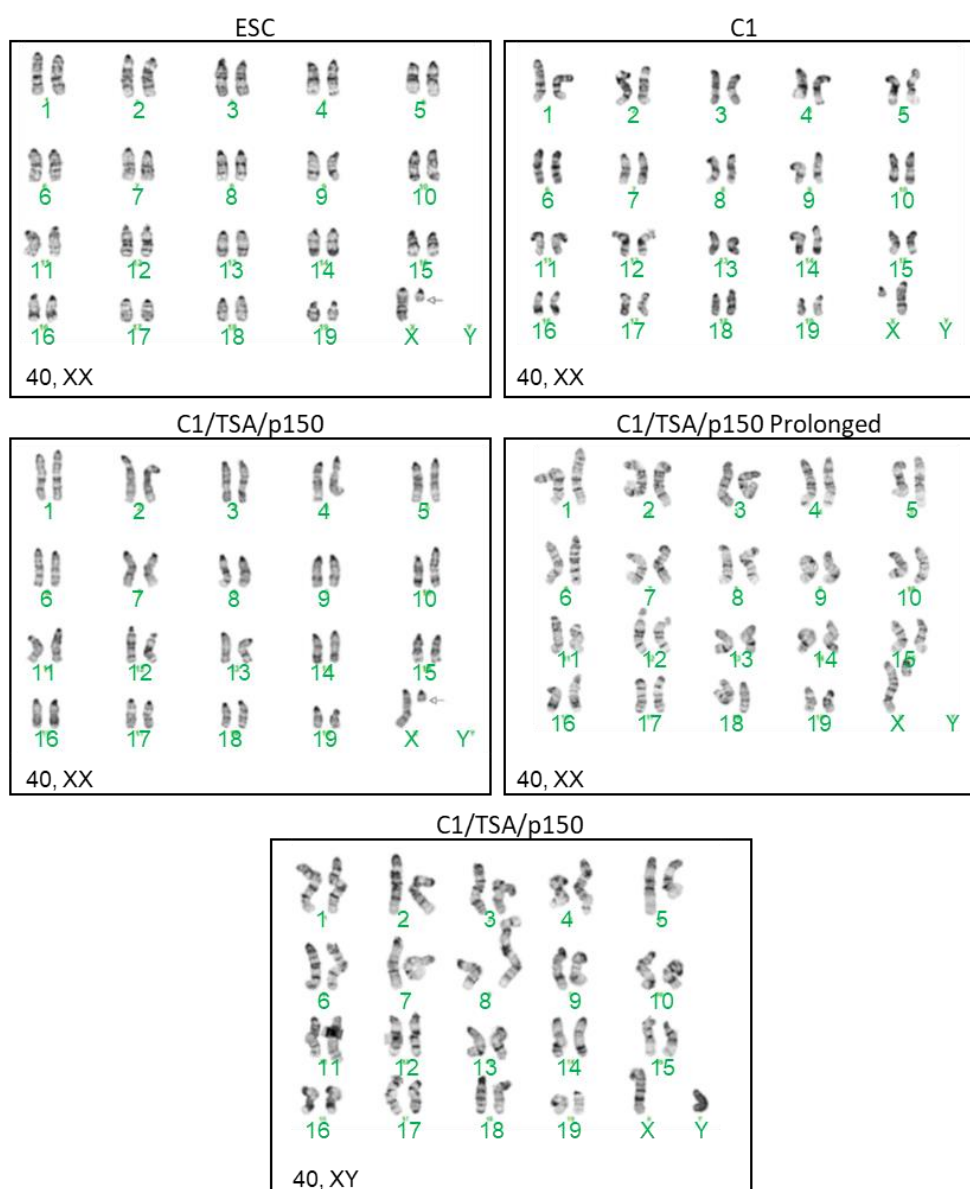 ESC
1 2 3 4 5
6 7 8 9 10
11 12 13 14 15
16 17 18 19 X Y
40, XX
C1
1 2 3 4 5
6 7 8 9 10
11 12 13 14 15
16 17 18 19 X Y
40, XX
C1/TSA/p150
1 2 3 4 5
6 7 8 9 10
11 12 13 14 15
16 17 18 19 X Y
40, XX
C1/TSA/p150 Prolonged
1 2 3 4 5
6 7 8 9 10
11 12 13 14 15
16 17 18 19 X Y
40, XX
C1/TSA/p150
1 2 3 4 5
6 7 8 9 10
11 12 13 14 15
16 17 18 19 X Y
40, XY